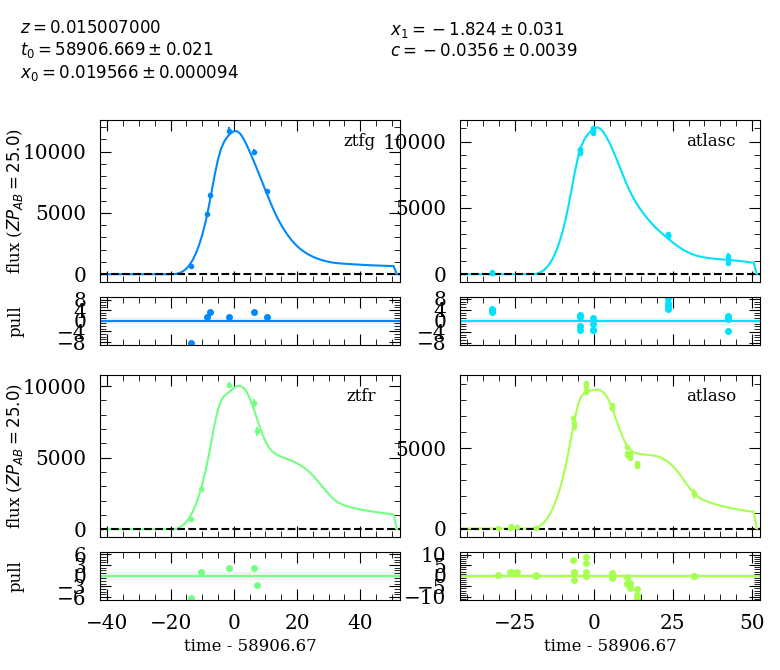 z = 0.015007000
t0 = 58906.669 ± 0.021
x0 = 0.019566 ± 0.000094
x1 = −1.824 ± 0.031
c = −0.0356 ± 0.0039
flux (ZP_AB = 25.0)
10000
5000
0
ztfg
10000
5000
0
atlasc
pull
8
4
0
−4
−8
8
4
0
−4
−8
flux (ZP_AB = 25.0)
10000
5000
0
ztfr
5000
0
atlaso
pull
6
3
0
−3
−6
10
5
0
−5
−10
−40 −20 0 20 40
−25 0 25 50
time - 58906.67
time - 58906.67